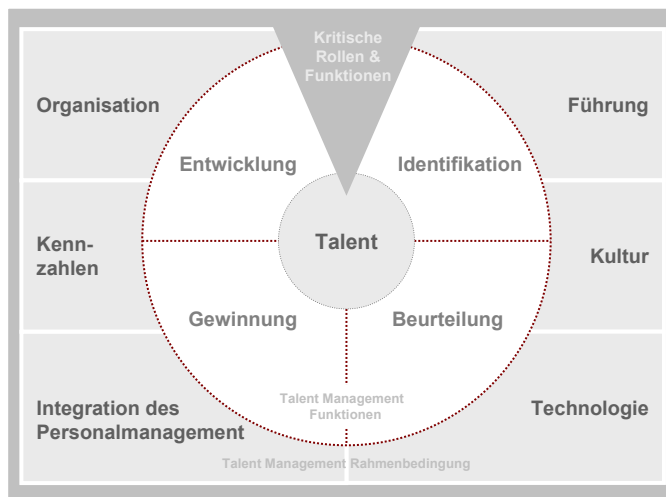 Kritische
Rollen &
Funktionen
Organisation
Führung
Entwicklung
Identifikation
Kenn-
zahlen
Talent
Kultur
Gewinnung
Beurteilung
Talent Management
Funktionen
Integration des
Personalmanagement
Technologie
Talent Management Rahmenbedingung